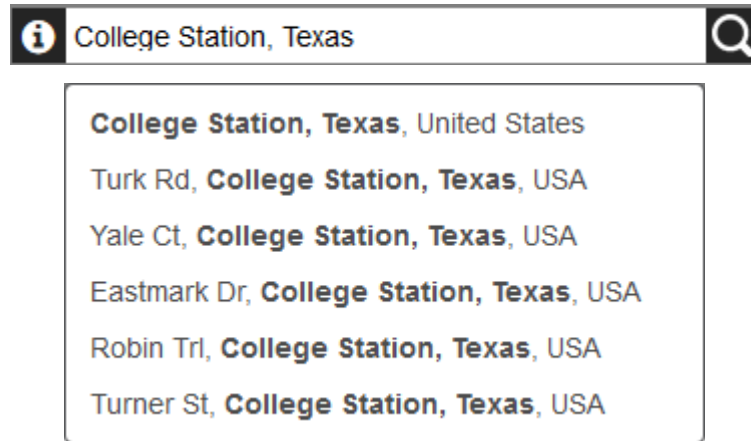 College Station, Texas
College Station, Texas, United States
Turk Rd, College Station, Texas, USA
Yale Ct, College Station, Texas, USA
Eastmark Dr, College Station, Texas, USA
Robin Trl, College Station, Texas, USA
Turner St, College Station, Texas, USA